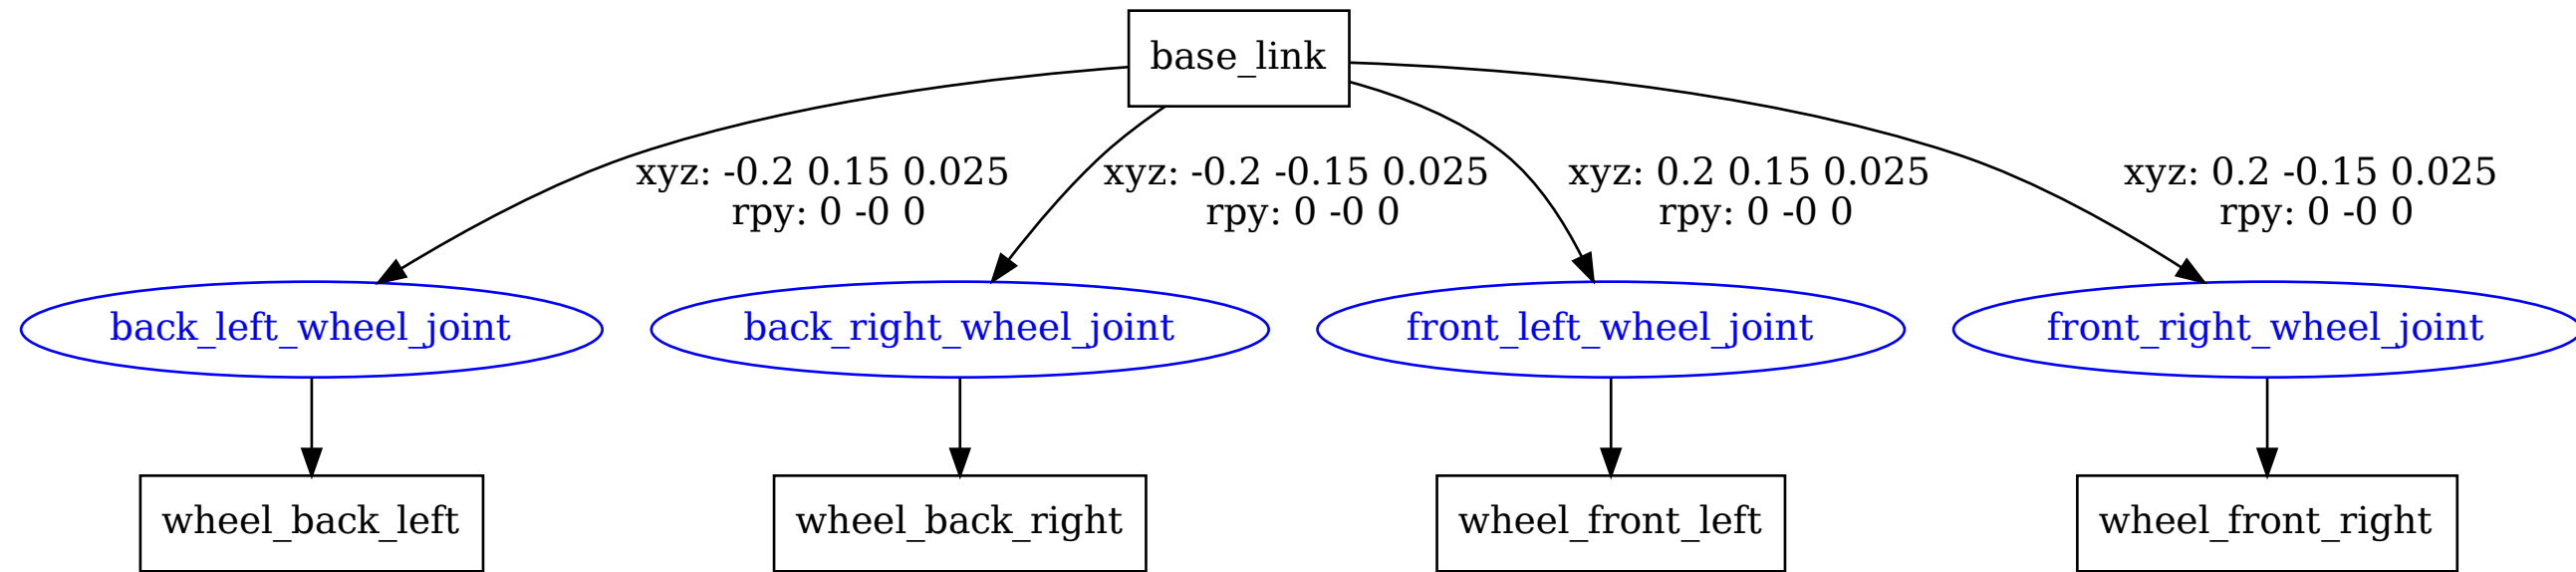 base_link
xyz: -0.2 0.15 0.025
rpy: 0 -0 0
xyz: -0.2 -0.15 0.025
rpy: 0 -0 0
xyz: 0.2 0.15 0.025
rpy: 0 -0 0
xyz: 0.2 -0.15 0.025
rpy: 0 -0 0
back_left_wheel_joint
back_right_wheel_joint
front_left_wheel_joint
front_right_wheel_joint
wheel_back_left
wheel_back_right
wheel_front_left
wheel_front_right